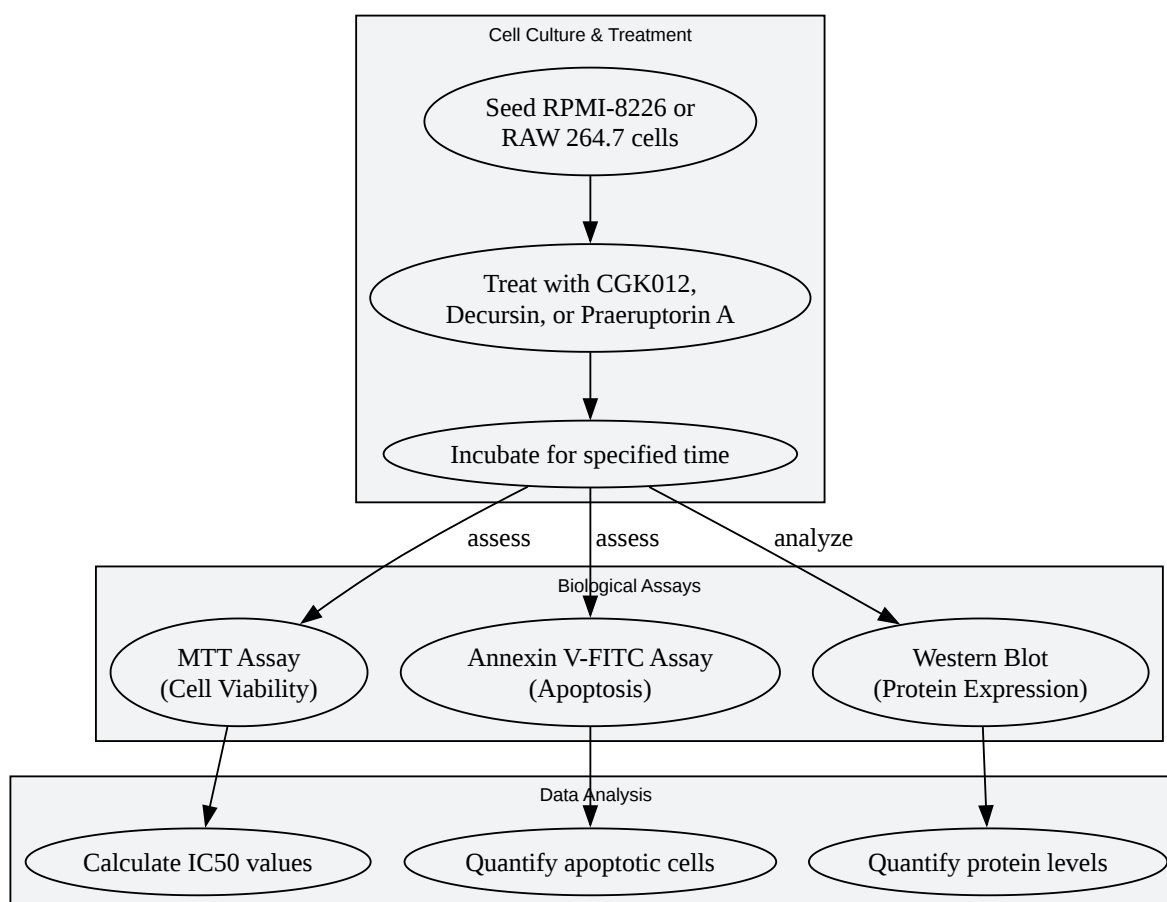 Cell Culture & Treatment
Seed RPMI-8226 or
RAW 264.7 cells
Treat with CGK012,
Decursin, or Praeruptorin A
Incubate for specified time
assess
assess
analyze
Biological Assays
MTT Assay
(Cell Viability)
Annexin V-FITC Assay
(Apoptosis)
Western Blot
(Protein Expression)
Data Analysis
Calculate IC50 values
Quantify apoptotic cells
Quantify protein levels